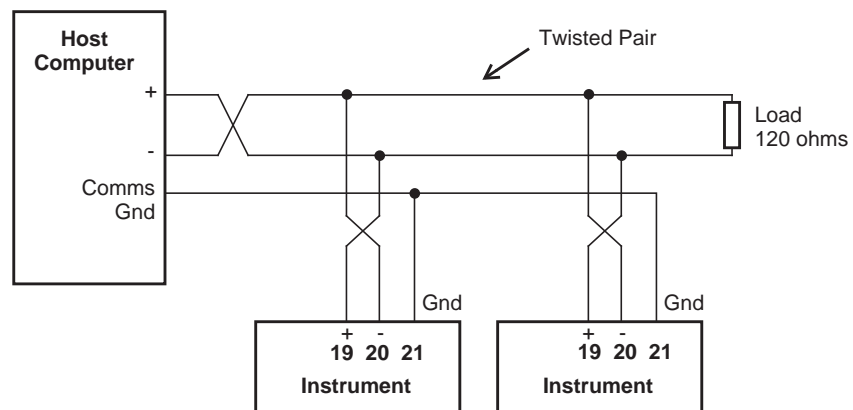 Host
Computer
Twisted Pair
+
-
Load
120 ohms
Comms
Gnd
Gnd
Gnd
+ -
19 20 21
Instrument
+ -
19 20 21
Instrument